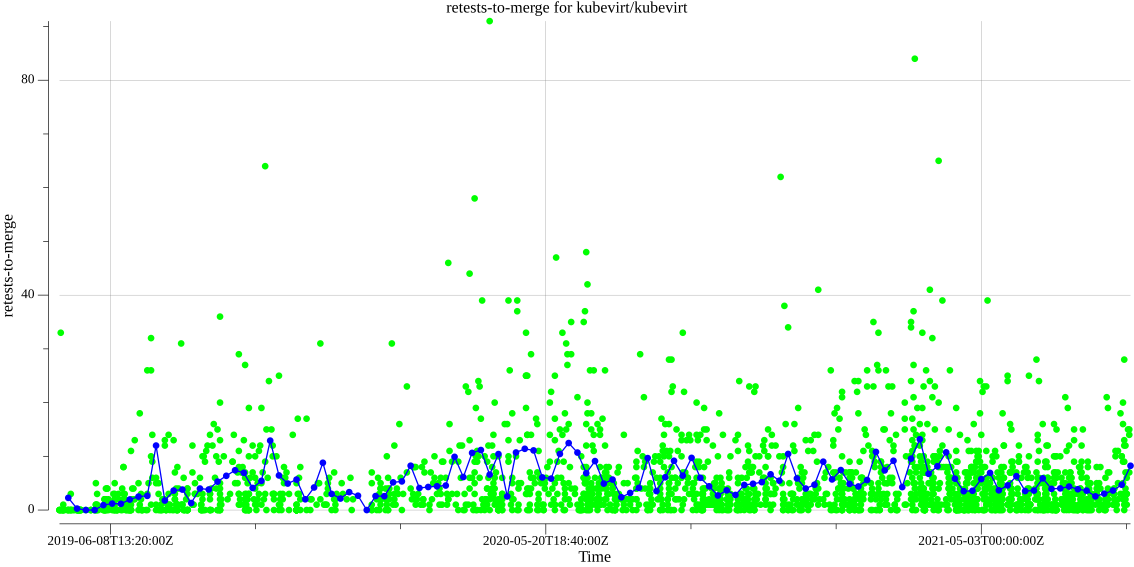 retests-to-merge for kubevirt/kubevirt
retests-to-merge
80
40
0
2019-06-08T13:20:00Z
2020-05-20T18:40:00Z
2021-05-03T00:00:00Z
Time